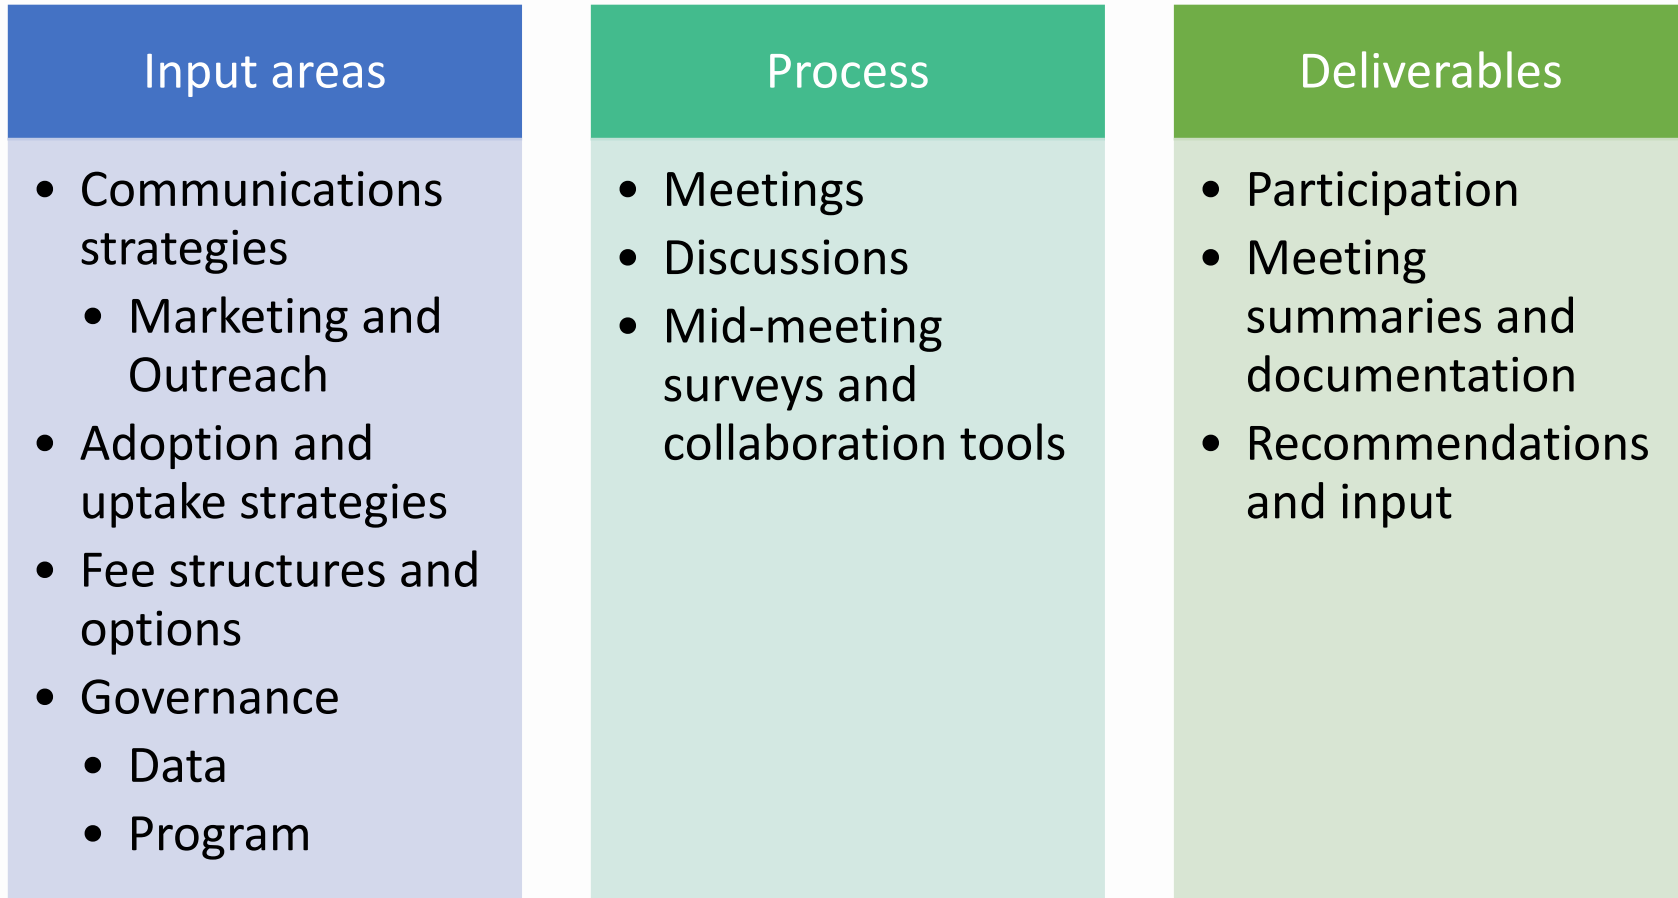 Input areas
• Communications
strategies
• Marketing and
Outreach
• Adoption and
uptake strategies
• Fee structures and
options
• Governance
• Data
• Program
Process
• Meetings
• Discussions
• Mid-meeting
surveys and
collaboration tools
Deliverables
• Participation
• Meeting
summaries and
documentation
• Recommendations
and input